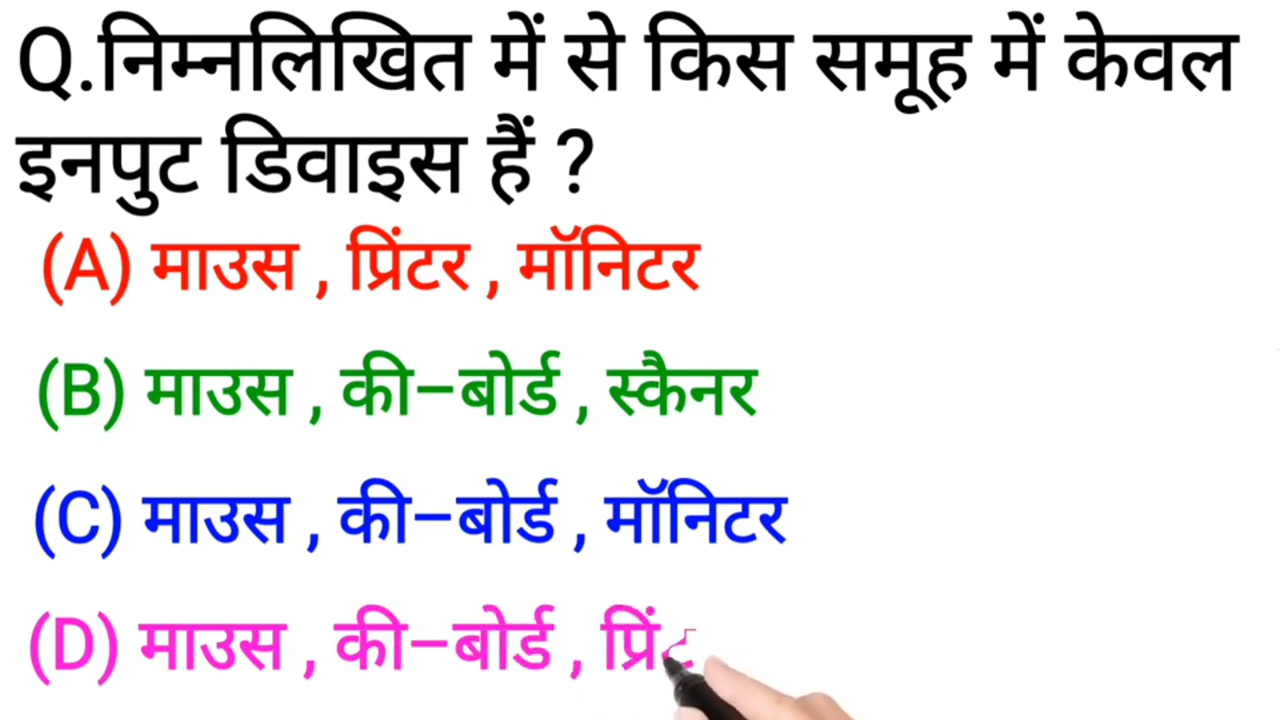 Q.निम्नलिखित में से किस समूह में केवल
इनपुट डिवाइस हैं ?
(A) माउस , प्रिंटर , मॉनिटर
(B) माउस , की–बोर्ड , स्कैनर
(C) माउस , की–बोर्ड , मॉनिटर
(D) माउस , की–बोर्ड ,